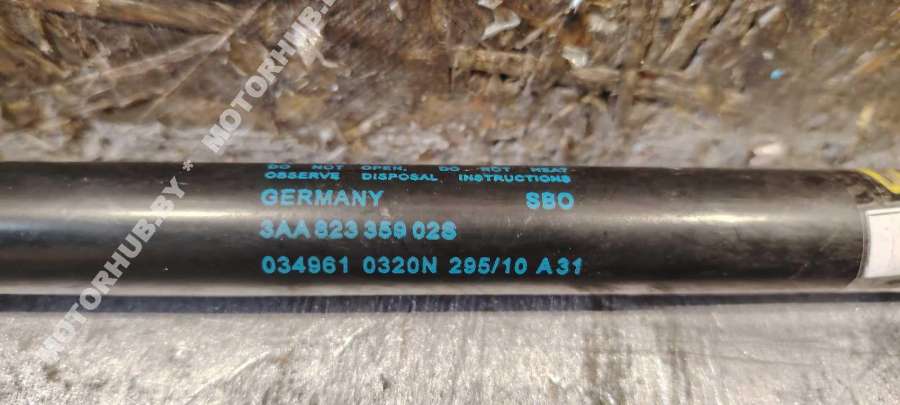 DO NOT OPEN, DO NOT HEAT
OBSERVE DISPOSAL INSTRUCTIONS
GERMANY SBO
3AA 823 359 02S
034961 0320N 295/10 A31
MOTORHUB.BY * MOTORHUB.BY